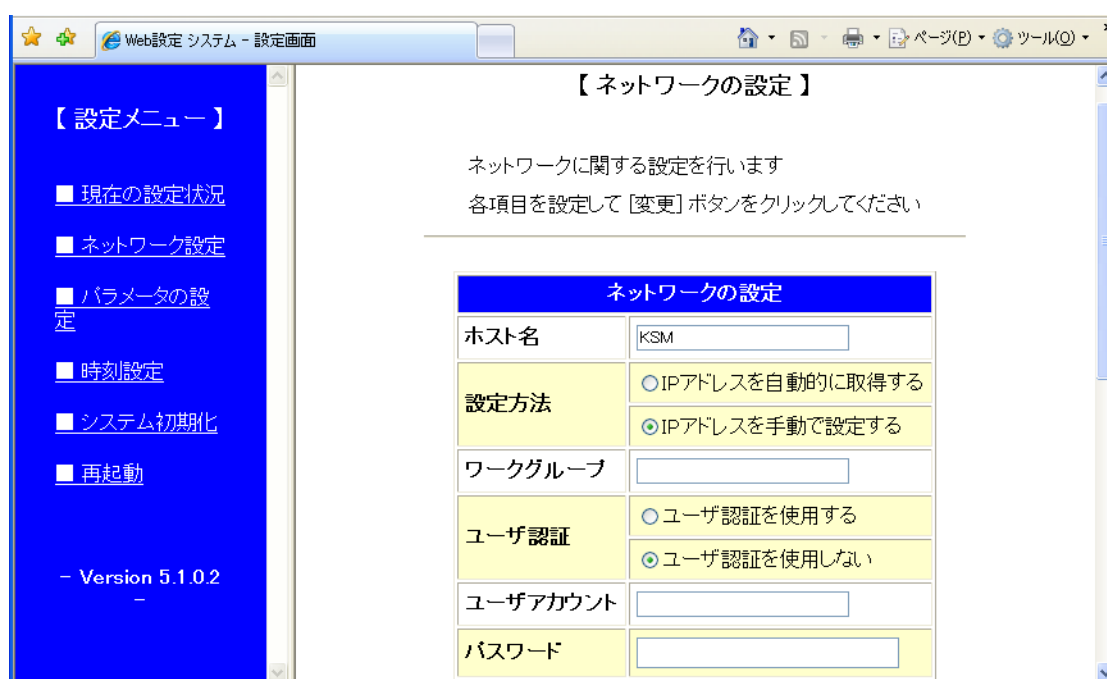 Web設定 システム - 設定画面
ページ(P) ツール(O)
【 設定メニュー 】
■ 現在の設定状況
■ ネットワーク設定
■ パラメータの設
定
■ 時刻設定
■ システム初期化
■ 再起動
- Version 5.1.0.2
-
【 ネットワークの設定 】
ネットワークに関する設定を行います
各項目を設定して [変更] ボタンをクリックしてください
ネットワークの設定
ホスト名 KSM
設定方法
IPアドレスを自動的に取得する
IPアドレスを手動で設定する
ワークグループ
ユーザ認証
ユーザ認証を使用する
ユーザ認証を使用しない
ユーザアカウント
パスワード